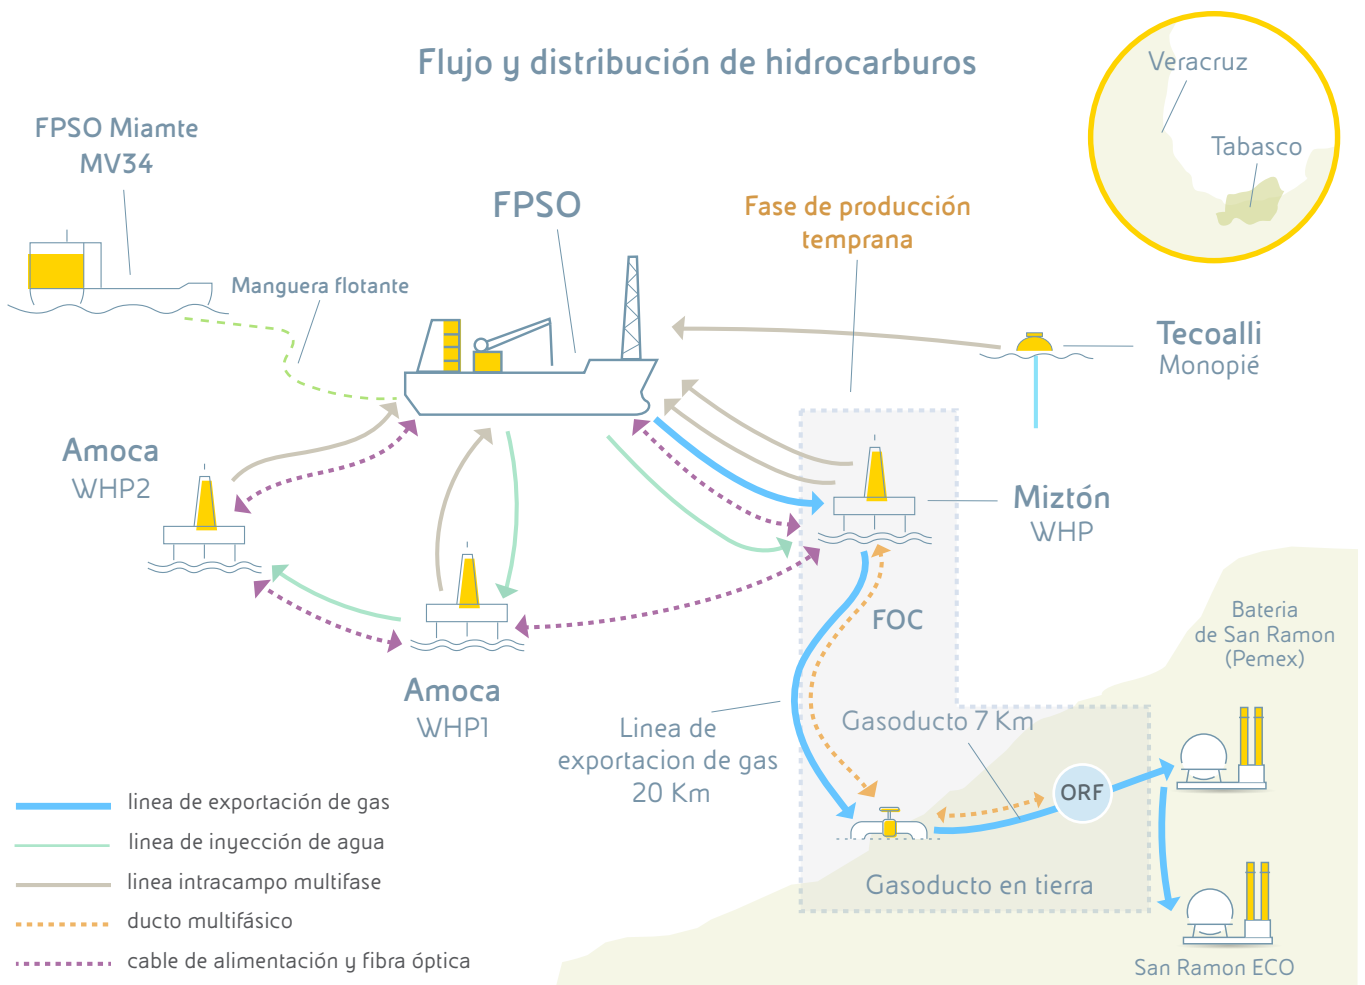 Flujo y distribución de hidrocarburos
Veracruz
Tabasco
FPSO Miamte
MV34
FPSO
Fase de producción
temprana
Manguera flotante
Tecoalli
Monopié
Amoca
WHP2
Miztón
WHP
FOC
Bateria
de San Ramon
(Pemex)
Amoca
WHP1
Linea de
exportacion de gas
20 Km
Gasoducto 7 Km
ORF
Gasoducto en tierra
San Ramon ECO
linea de exportación de gas
linea de inyección de agua
linea intracampo multifase
ducto multifásico
cable de alimentación y fibra óptica